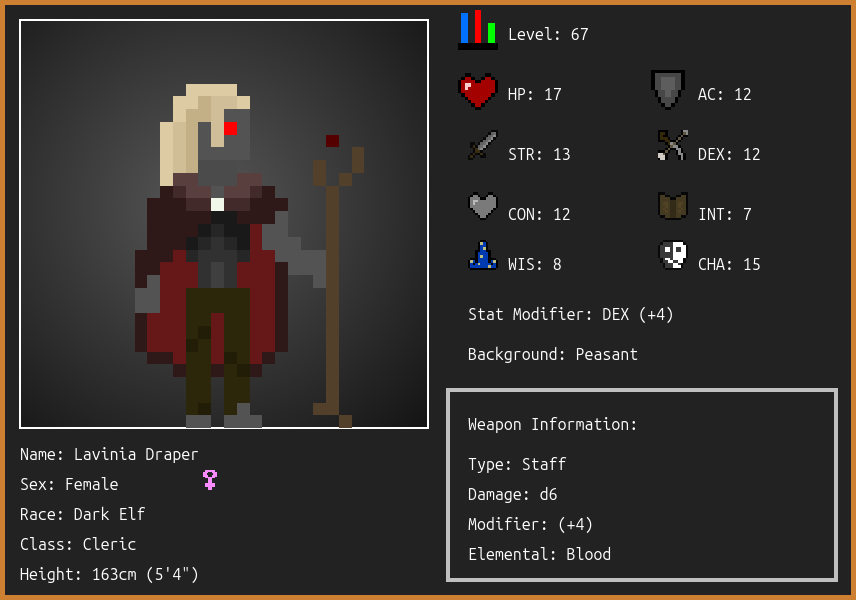 Level: 67
HP: 17
AC: 12
STR: 13
DEX: 12
CON: 12
INT: 7
WIS: 8
CHA: 15
Stat Modifier: DEX (+4)
Background: Peasant
Weapon Information:
Type: Staff
Damage: d6
Modifier: (+4)
Elemental: Blood
Name: Lavinia Draper
Sex: Female
Race: Dark Elf
Class: Cleric
Height: 163cm (5'4")